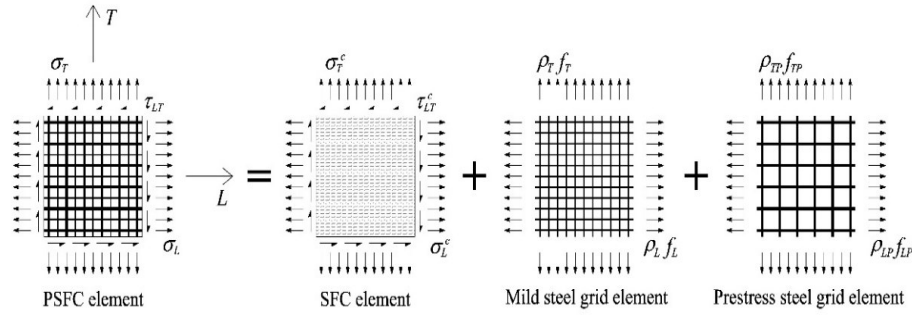 T
σ_T
τ_LT
L
σ_L
PSFC element
=
σ_T^c
τ_LT^c
σ_L^c
SFC element
+
ρ_T f_T
ρ_L f_L
Mild steel grid element
+
ρ_TP f_TP
ρ_LP f_LP
Prestress steel grid element